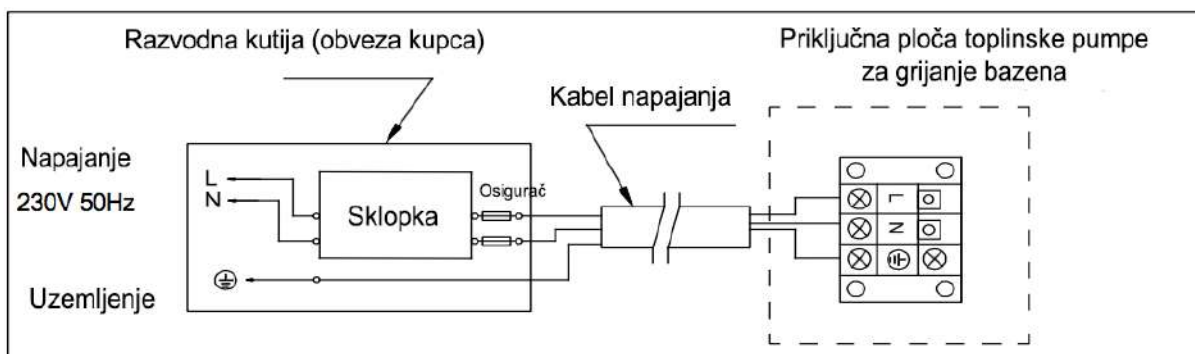 Razvodna kutija (obveza kupca)
Priključna ploča toplinske pumpe
za grijanje bazena
Kabel napajanja
Napajanje
230V 50Hz
L
N
Sklopka
Osigurač
L
N
Uzemljenje